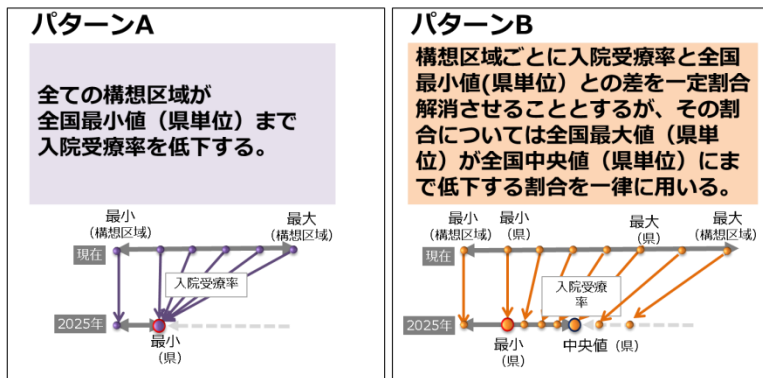 パターンA
全ての構想区域が
全国最小値（県単位）まで
入院受療率を低下する。
最小
（構想区域）
最大
（構想区域）
現在
入院受療率
2025年
最小
（県）
パターンB
構想区域ごとに入院受療率と全国
最小値(県単位）との差を一定割合
解消させることとするが、その割
合については全国最大値（県単
位）が全国中央値（県単位）にま
で低下する割合を一律に用いる。
最小
（構想区域）
最小
（県）
最大
（県）
最大
（構想区域）
現在
入院受療
率
2025年
最小
（県）
中央値（県）